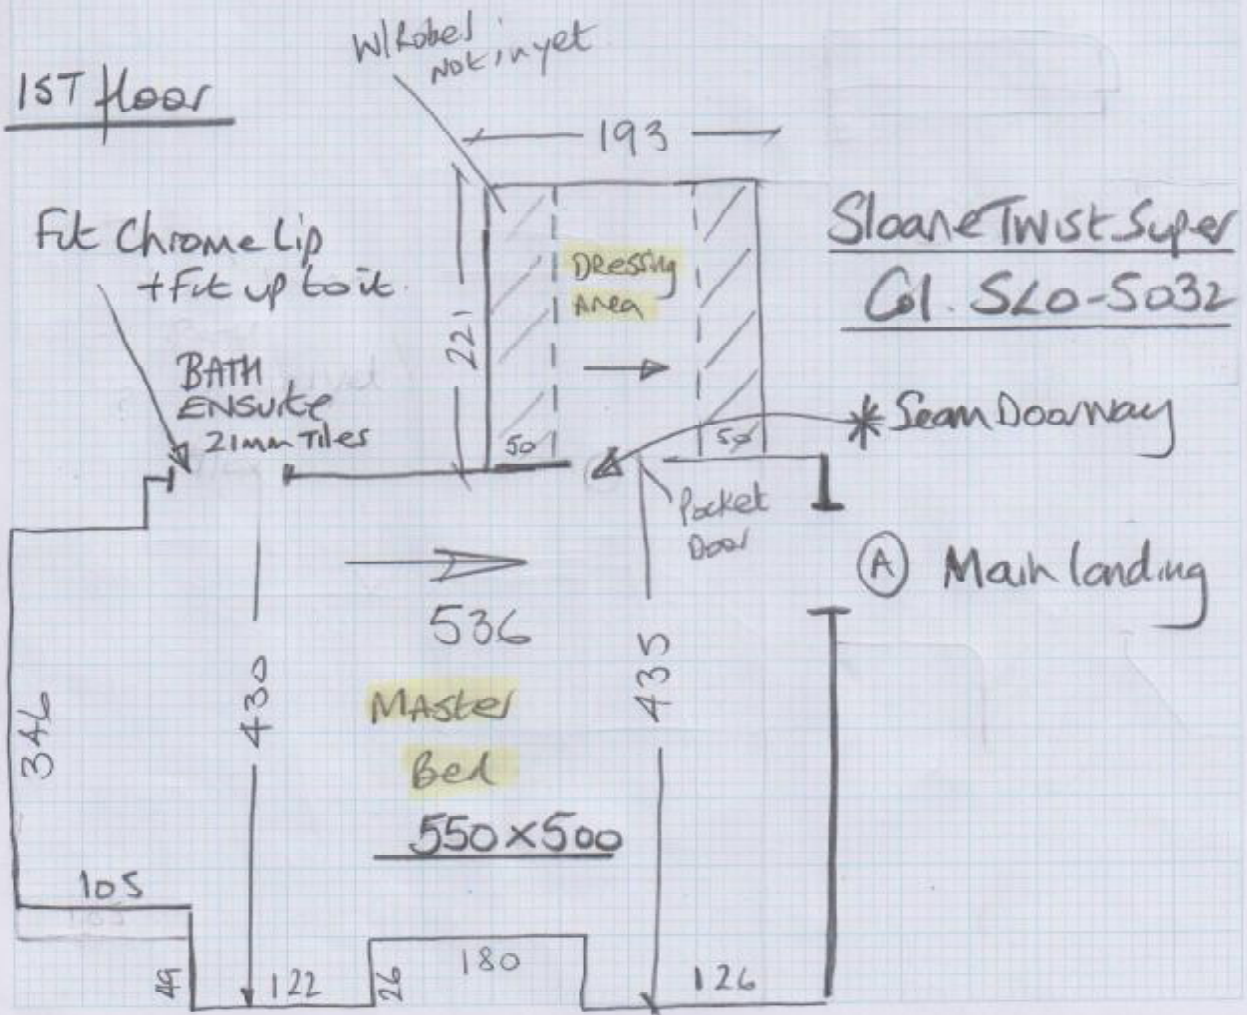 W/Robes
Not in yet
1ST floor
193
Fit Chrome Lip
+ Fit up to it.
Sloane Twist Super
Col. SLO-5032
Dressing
Area
221
BATH
ENSUITE
21mm Tiles
* Seam Doorway
50
50
Pocket
Door
A Main landing
536
430
435
346
Master
Bed
550x500
105
49
122
26
180
126